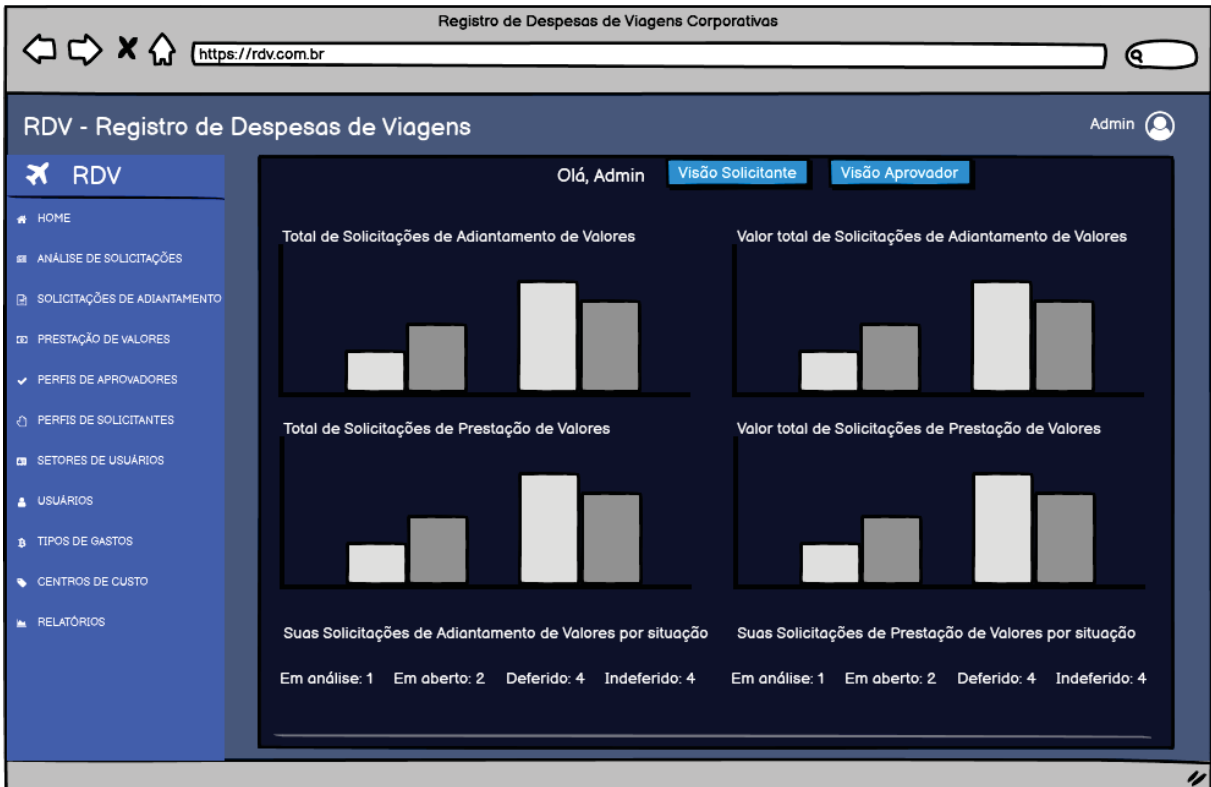 Registro de Despesas de Viagens Corporativas
https://rdv.com.br
RDV - Registro de Despesas de Viagens
Admin
RDV
HOME
ANÁLISE DE SOLICITAÇÕES
SOLICITAÇÕES DE ADIANTAMENTO
PRESTAÇÃO DE VALORES
PERFIS DE APROVADORES
PERFIS DE SOLICITANTES
SETORES DE USUÁRIOS
USUÁRIOS
TIPOS DE GASTOS
CENTROS DE CUSTO
RELATÓRIOS
Olá, Admin
Visão Solicitante
Visão Aprovador
Total de Solicitações de Adiantamento de Valores
Valor total de Solicitações de Adiantamento de Valores
Total de Solicitações de Prestação de Valores
Valor total de Solicitações de Prestação de Valores
Suas Solicitações de Adiantamento de Valores por situação
Em análise: 1 Em aberto: 2 Deferido: 4 Indeferido: 4
Suas Solicitações de Prestação de Valores por situação
Em análise: 1 Em aberto: 2 Deferido: 4 Indeferido: 4